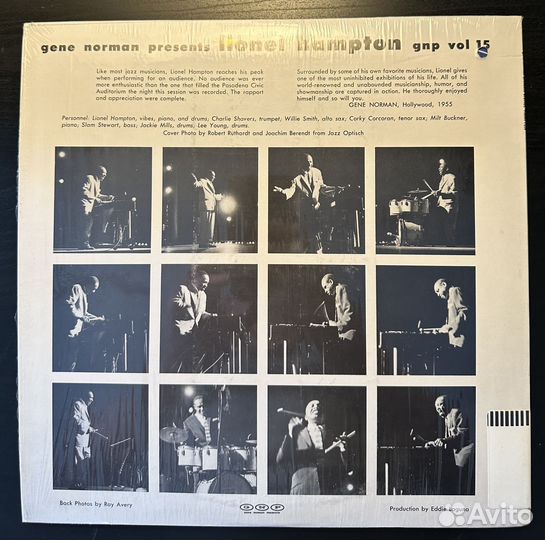 gene norman presents lionel hampton gnp vol 15
Like most jazz musicians, Lionel Hampton reaches his peak
when performing for an audience. No audience was ever
more enthusiastic than the one that filled the Pasadena Civic
Auditorium the night this session was recorded. The rapport
and appreciation were complete.
Surrounded by some of his own favorite musicians, Lionel gives
one of the most uninhibited exhibitions of his life. All of his
world-renowned and unabounded musicianship, humor, and
showmanship are captured in action. He thoroughly enjoyed
himself and so will you.
GENE NORMAN, Hollywood, 1955
Personnel: Lionel Hampton, vibes, piano, and drums; Charlie Shavers, trumpet; Willie Smith, alto sax; Corky Corcoran, tenor sax; Milt Buckner,
piano; Slam Stewart, bass; Jackie Mills, drums; Lee Young, drums.
Cover Photo by Robert Ruthardt and Joachim Berendt from Jazz Optisch
Back Photos by Ray Avery
GNP
GENE NORMAN PRESENTS
Production by Eddie Laguna
Avito